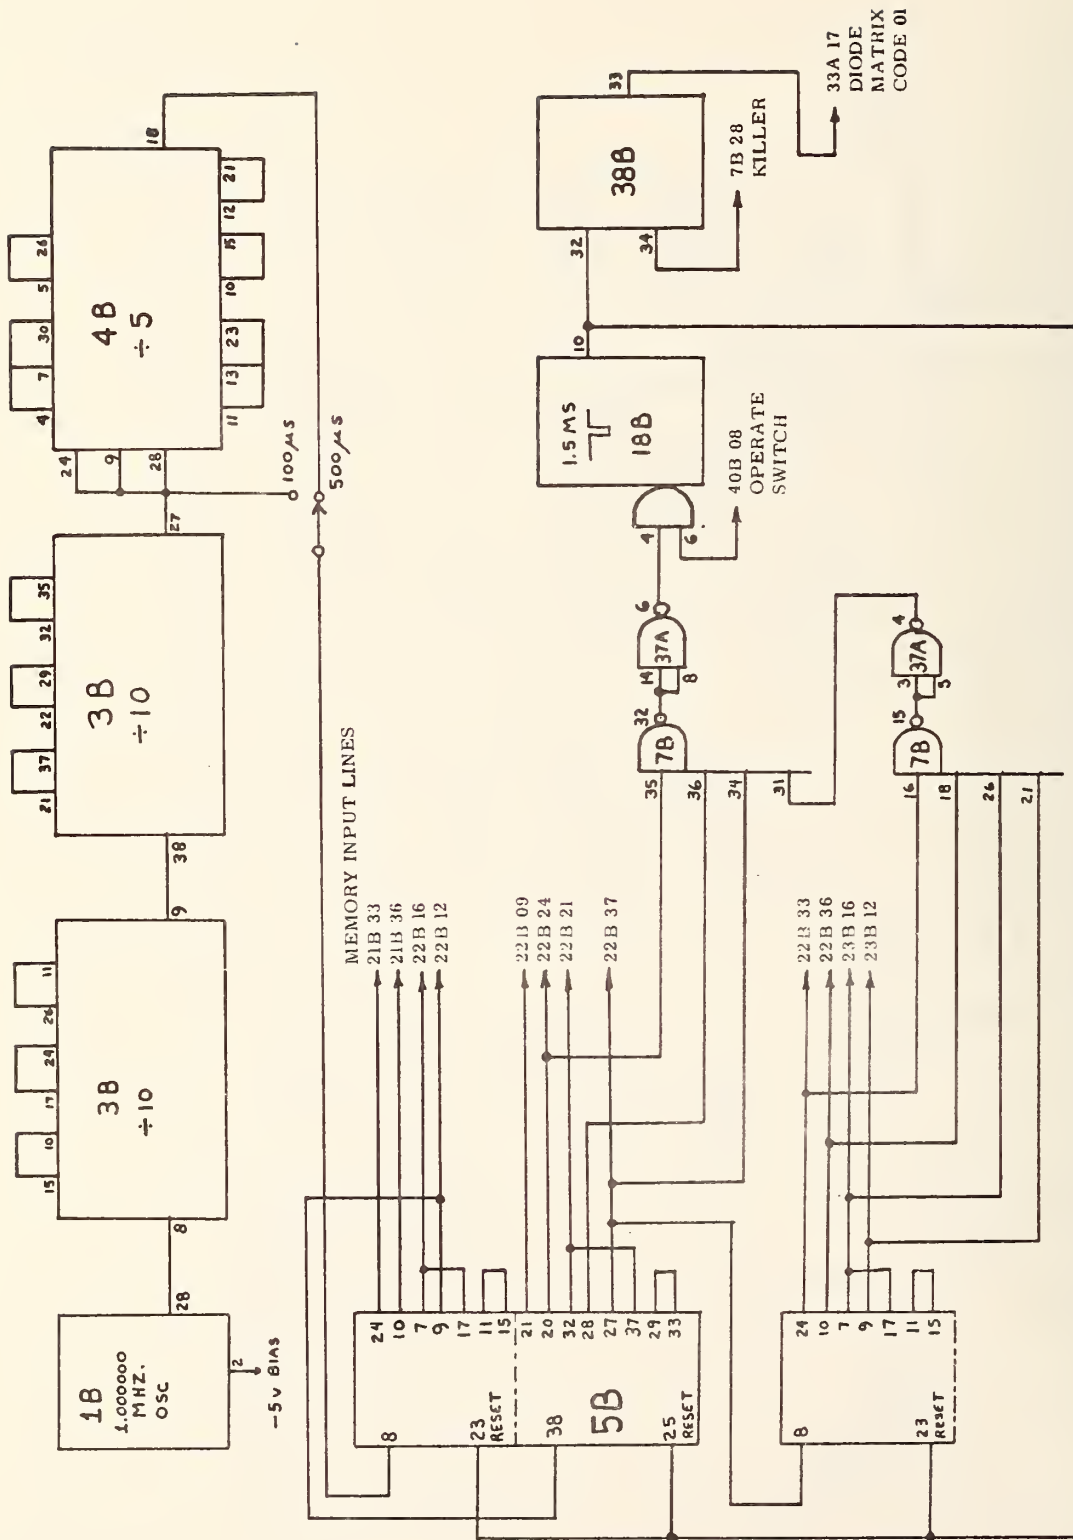 26
5
30
7
4
4B
÷5
18
21
12
15
10
23
13
11
24
9
28
100 µS
500 µS
27
35
32
29
22
37
21
3B
÷10
38
9
11
26
24
17
10
15
3B
÷10
8
28
1B
1.000000
MHZ.
OSC
2
-5V BIAS
33
38B
32
34
33A 17
DIODE
MATRIX
CODE 01
7B 28
KILLER
10
1.5 MS
18B
4
6
40B 08
OPERATE
SWITCH
6
37A
14
8
32
7B
35
36
34
31
4
37A
3
5
15
7B
16
18
26
21
MEMORY INPUT LINES
21B 33
21B 36
22B 16
22B 12
22B 09
22B 24
22B 21
22B 37
22B 33
22B 36
23B 16
23B 12
24
10
7
9
17
11
15
21
20
32
28
27
37
29
33
8
23
RESET
38
5B
25
RESET
24
10
7
9
17
11
15
8
23
RESET